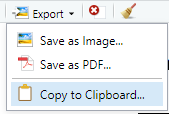 Export
Save as Image...
Save as PDF...
Copy to Clipboard...